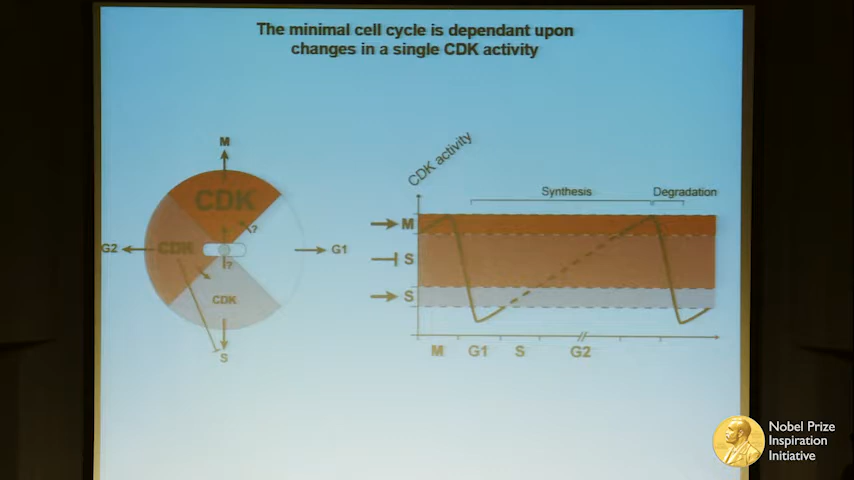 The minimal cell cycle is dependant upon
changes in a single CDK activity
M
CDK
?
G2
CDK
G1
?
CDK
S
CDK activity
Synthesis
Degradation
M
S
S
M
G1
S
G2
Nobel Prize
Inspiration
Initiative